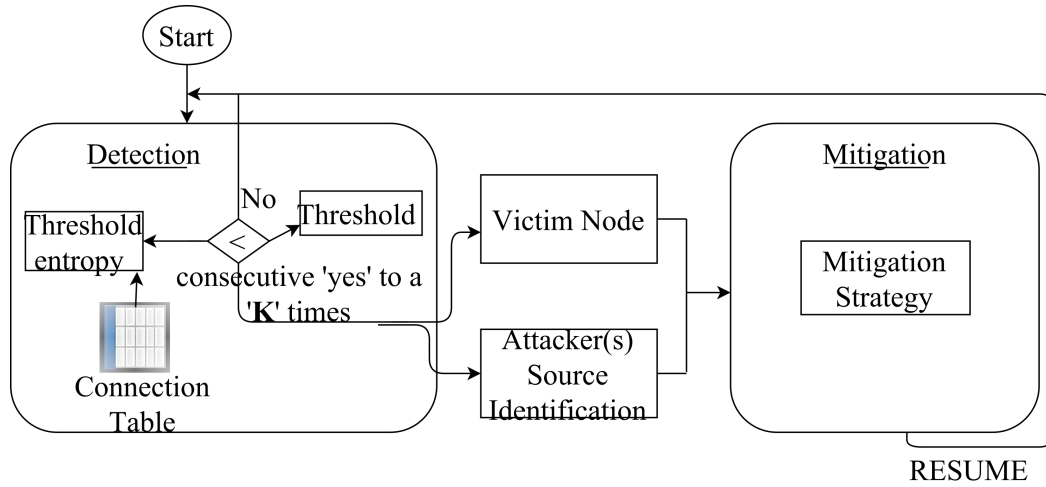 Start
Detection
No
Threshold
entropy
<
Threshold
consecutive 'yes' to a
'K' times
Connection
Table
Victim Node
Attacker(s)
Source
Identification
Mitigation
Mitigation
Strategy
RESUME